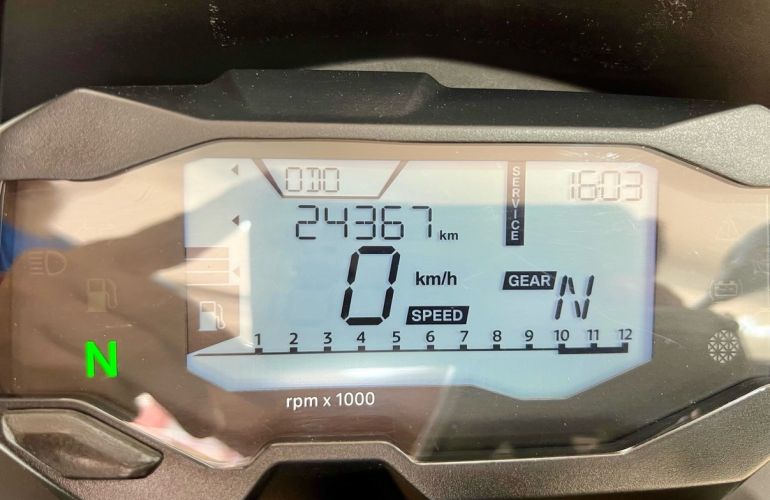 ODO
SERVICE
16:03
24367 km
0 km/h
GEAR N
SPEED
1 2 3 4 5 6 7 8 9 10 11 12
N
rpm x 1000